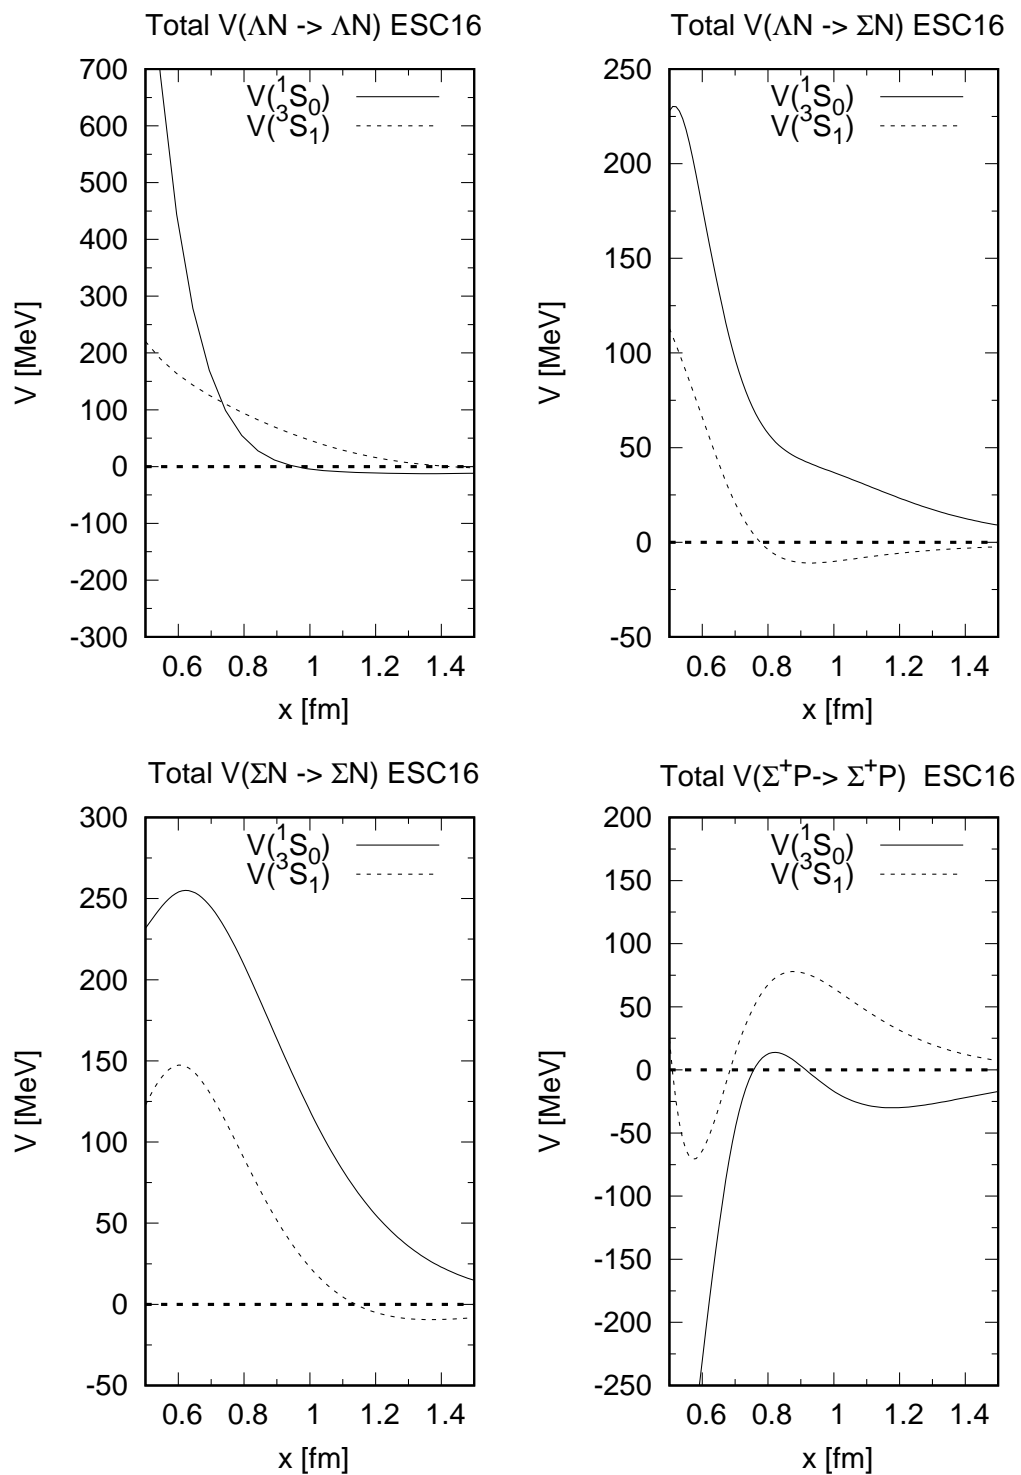 Total V(ΛN -> ΛN) ESC16
V(¹S₀)
V(³S₁)
700
600
500
400
300
200
100
0
-100
-200
-300
V [MeV]
0.6 0.8 1 1.2 1.4
x [fm]
Total V(ΛN -> ΣN) ESC16
V(¹S₀)
V(³S₁)
250
200
150
100
50
0
-50
V [MeV]
0.6 0.8 1 1.2 1.4
x [fm]
Total V(ΣN -> ΣN) ESC16
V(¹S₀)
V(³S₁)
300
250
200
150
100
50
0
-50
V [MeV]
0.6 0.8 1 1.2 1.4
x [fm]
Total V(Σ⁺P-> Σ⁺P) ESC16
V(¹S₀)
V(³S₁)
200
150
100
50
0
-50
-100
-150
-200
-250
V [MeV]
0.6 0.8 1 1.2 1.4
x [fm]